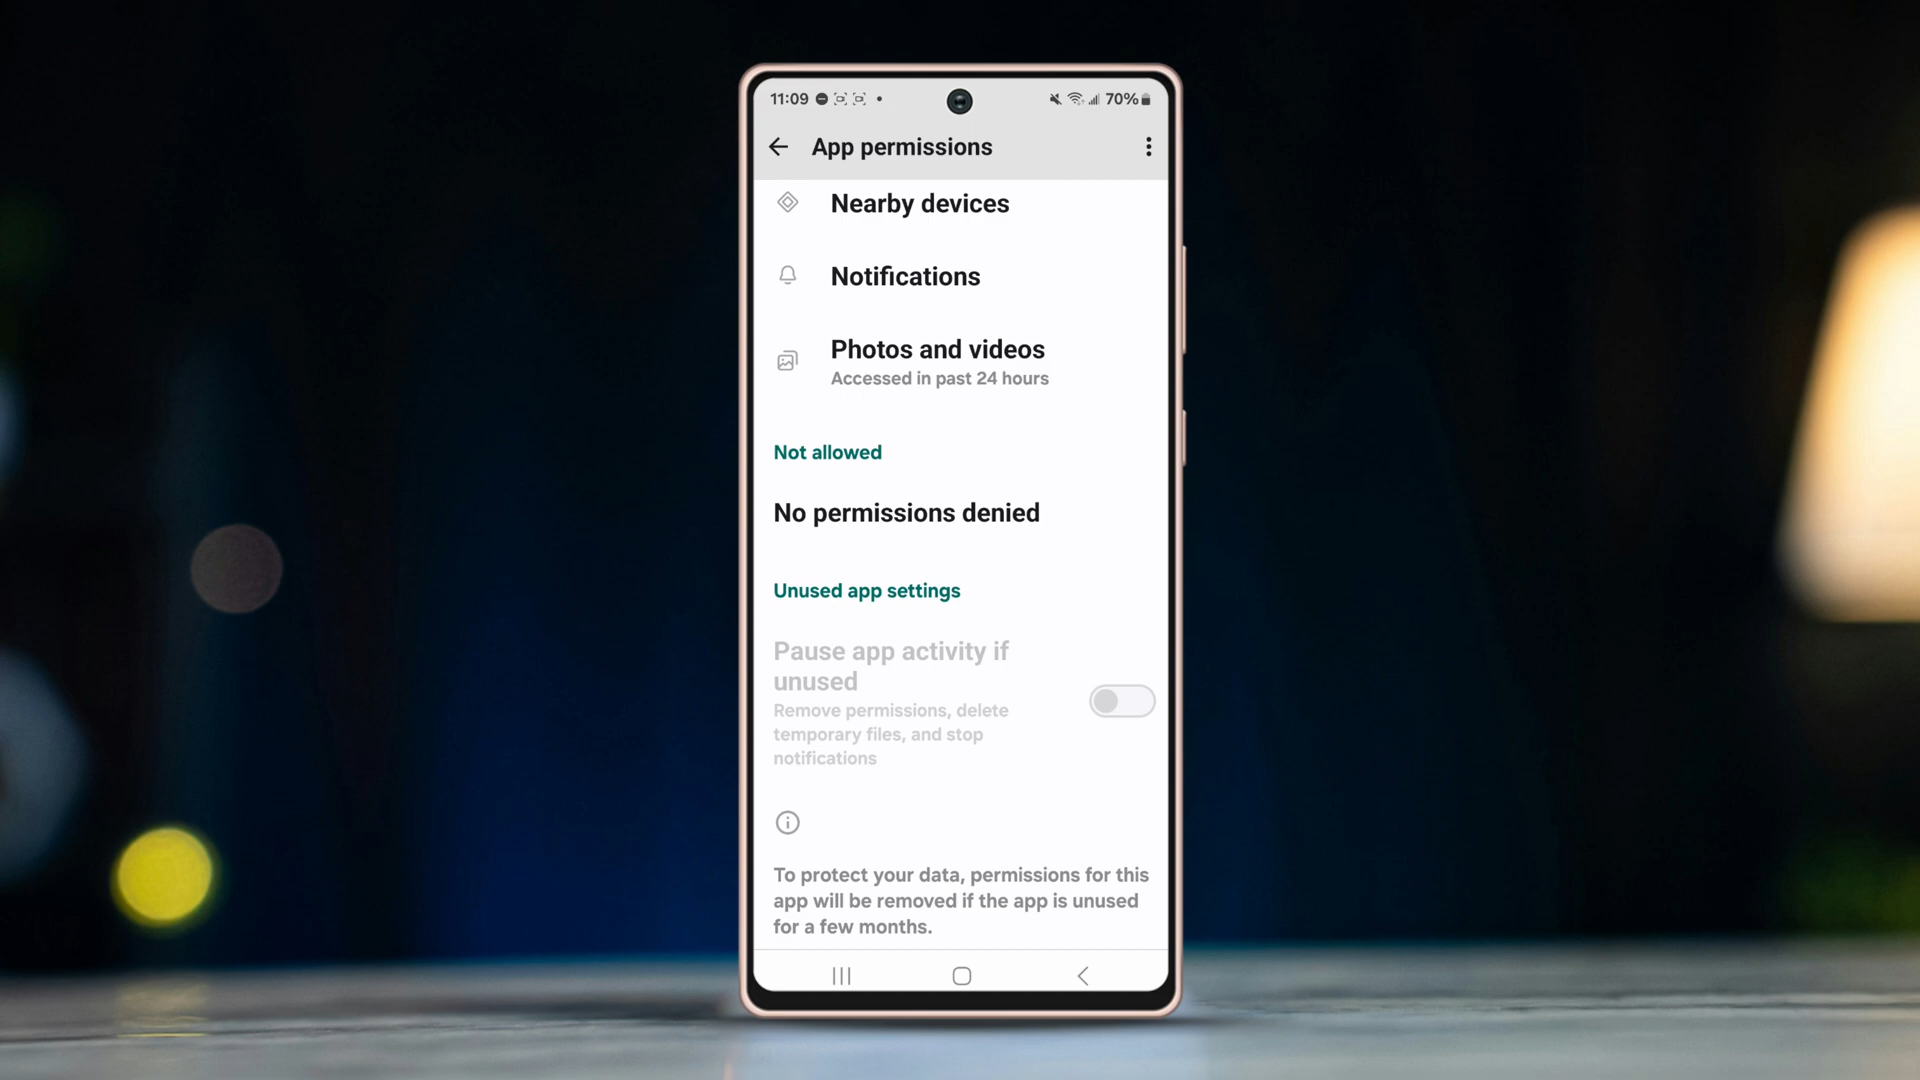 11:09
70%
App permissions
Nearby devices
Notifications
Photos and videos
Accessed in past 24 hours
Not allowed
No permissions denied
Unused app settings
Pause app activity if
unused
Remove permissions, delete
temporary files, and stop
notifications
To protect your data, permissions for this
app will be removed if the app is unused
for a few months.